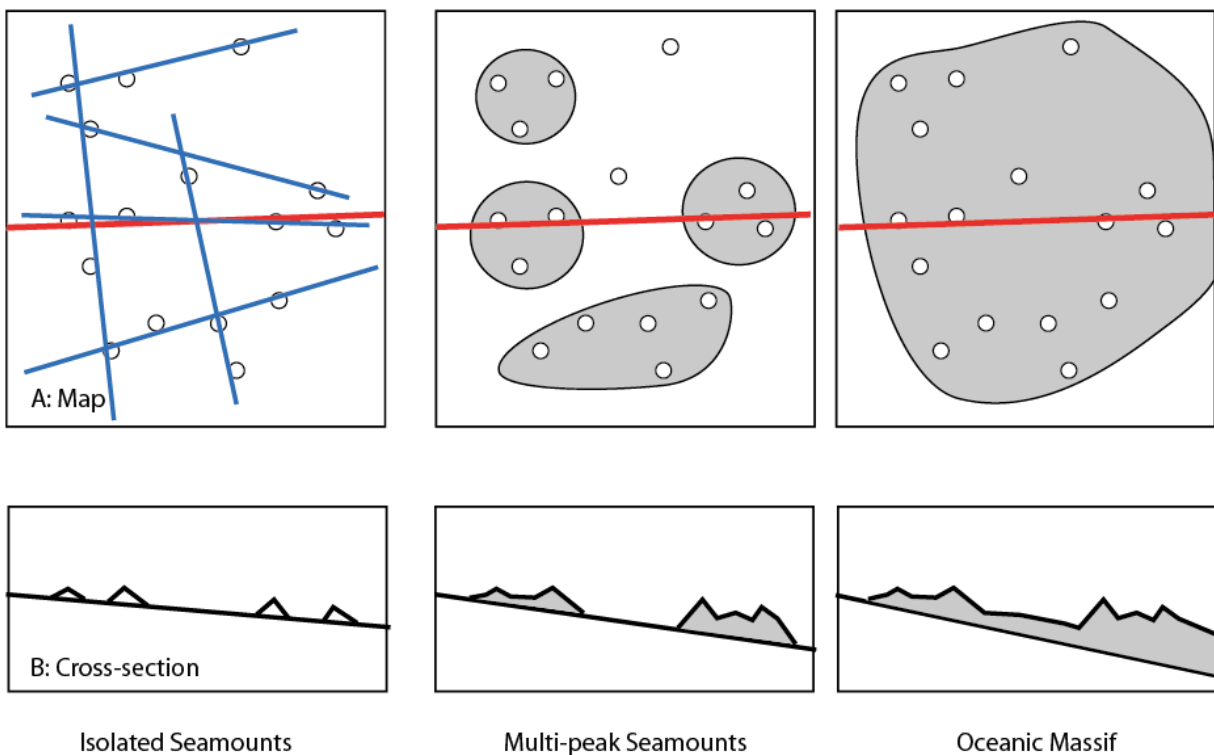 A: Map
B: Cross-section
Isolated Seamounts
Multi-peak Seamounts
Oceanic Massif